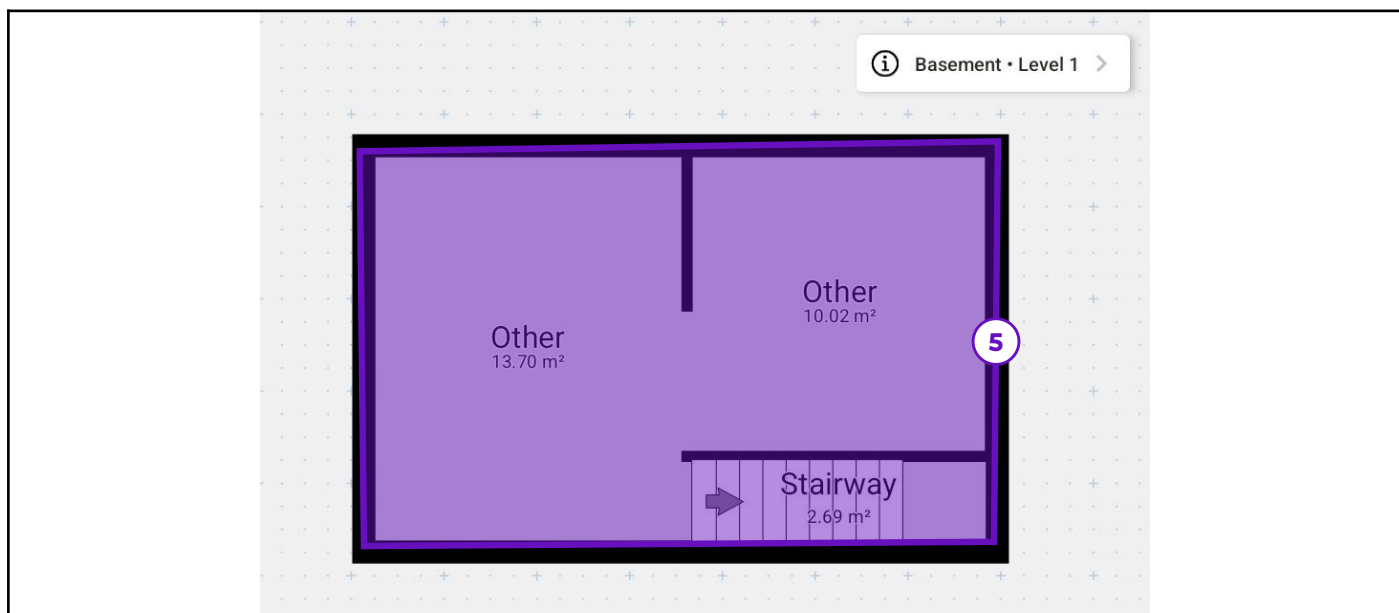 Basement • Level 1
Other
10.02 m²
Other
13.70 m²
5
Stairway
2.69 m²